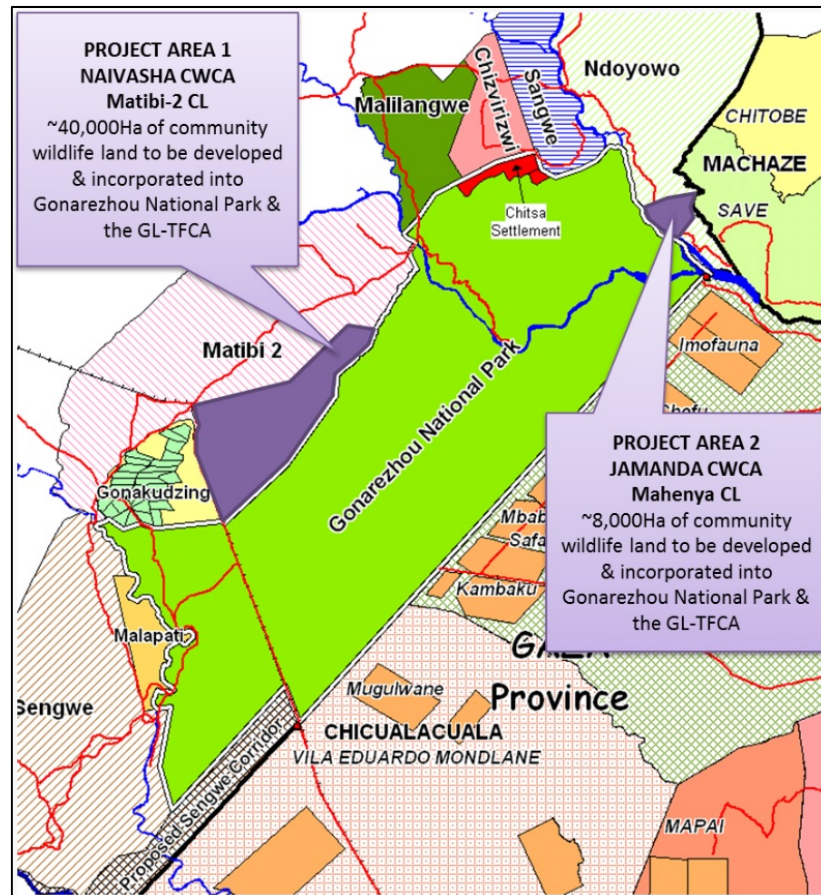 PROJECT AREA 1
NAIVASHA CWCA
Matibi-2 CL
~40,000Ha of community
wildlife land to be developed
& incorporated into
Gonarezhou National Park &
the GL-TFCA
Malilangwe
Chizvirizwi
Sangwe
Ndoyowo
CHITOBE
MACHAZE
SAVE
Chitsa
Settlement
Matibi 2
Imofauna
Gonarezhou National Park
PROJECT AREA 2
JAMANDA CWCA
Mahenya CL
~8,000Ha of community
wildlife land to be developed
& incorporated into
Gonarezhou National Park &
the GL-TFCA
Gonakudzing
Safa
Kambaku
Malapati
Sengwe
Province
Mugulwane
CHICUALACUALA
VILA EDUARDO MONDLANE
Proposed Sengwe Corridor
MAPAI